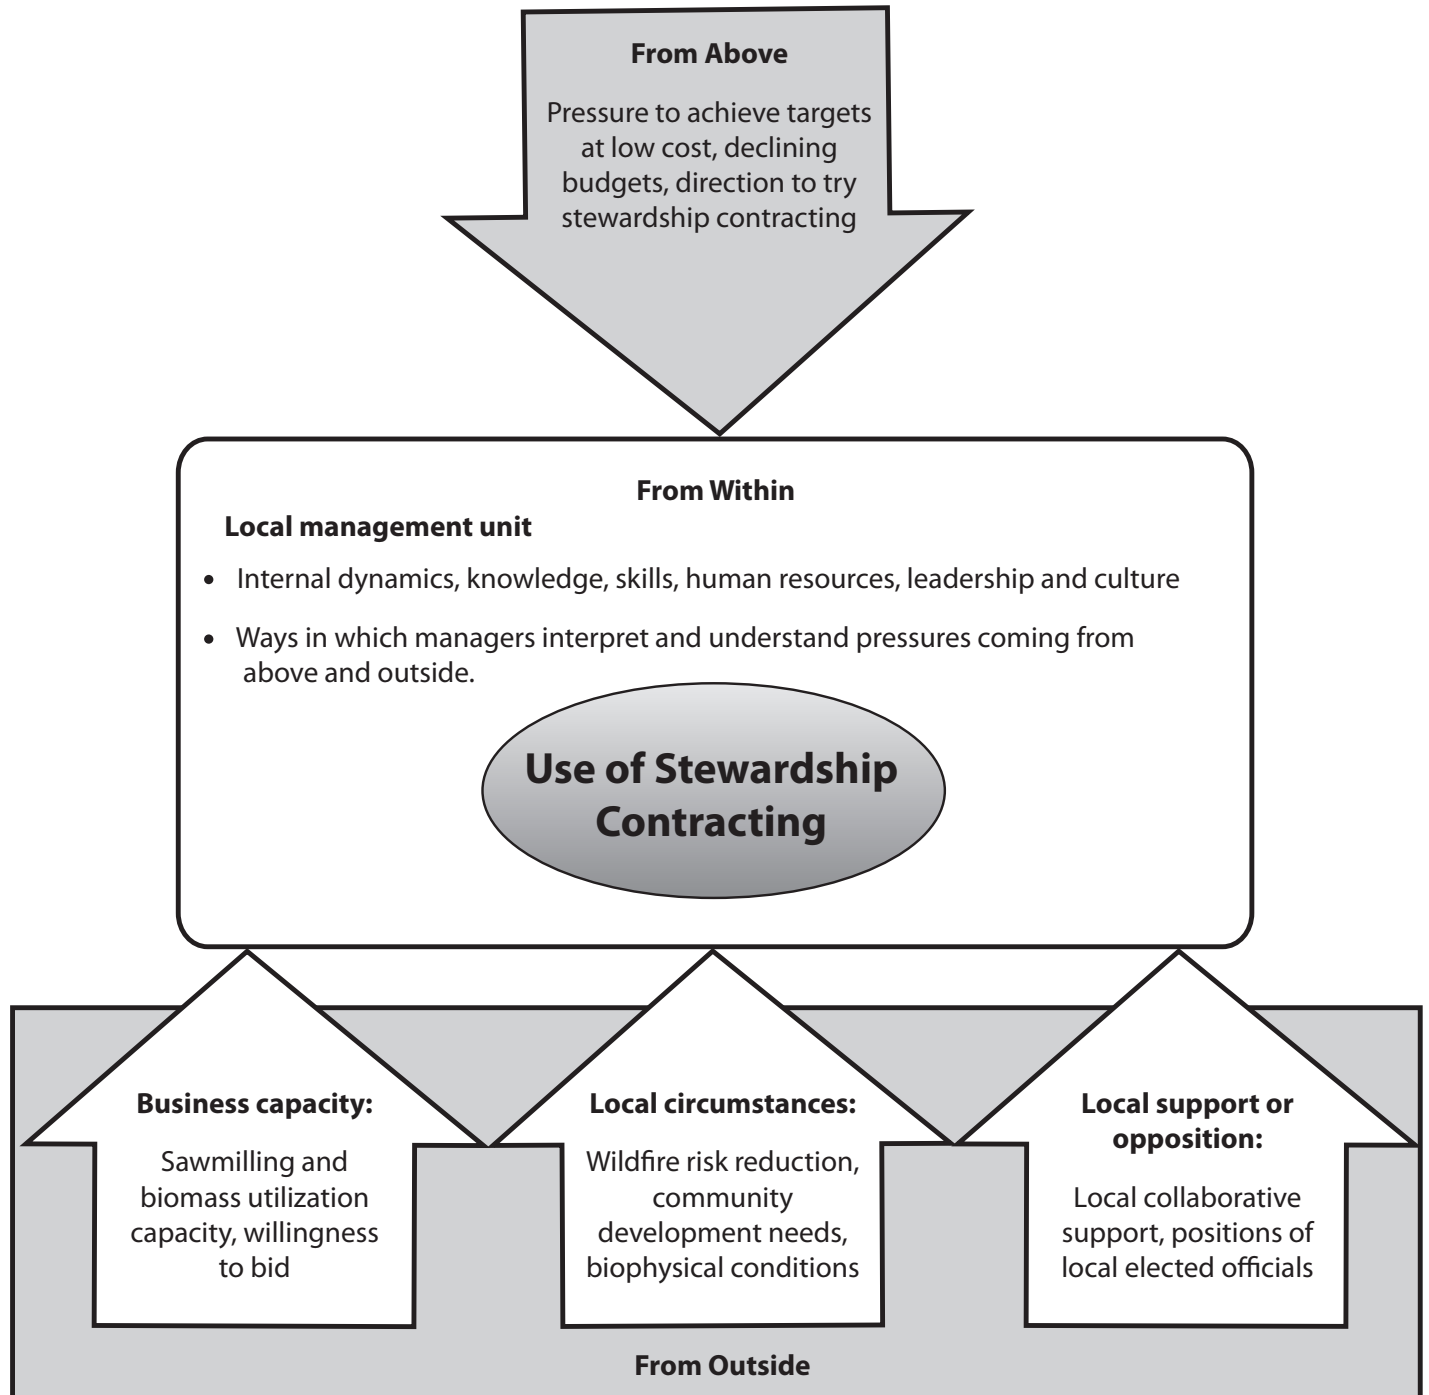 From Above
Pressure to achieve targets
at low cost, declining
budgets, direction to try
stewardship contracting
From Within
Local management unit
• Internal dynamics, knowledge, skills, human resources, leadership and culture
• Ways in which managers interpret and understand pressures coming from
above and outside.
Use of Stewardship
Contracting
Business capacity:
Sawmilling and
biomass utilization
capacity, willingness
to bid
Local circumstances:
Wildfire risk reduction,
community
development needs,
biophysical conditions
Local support or
opposition:
Local collaborative
support, positions of
local elected officials
From Outside